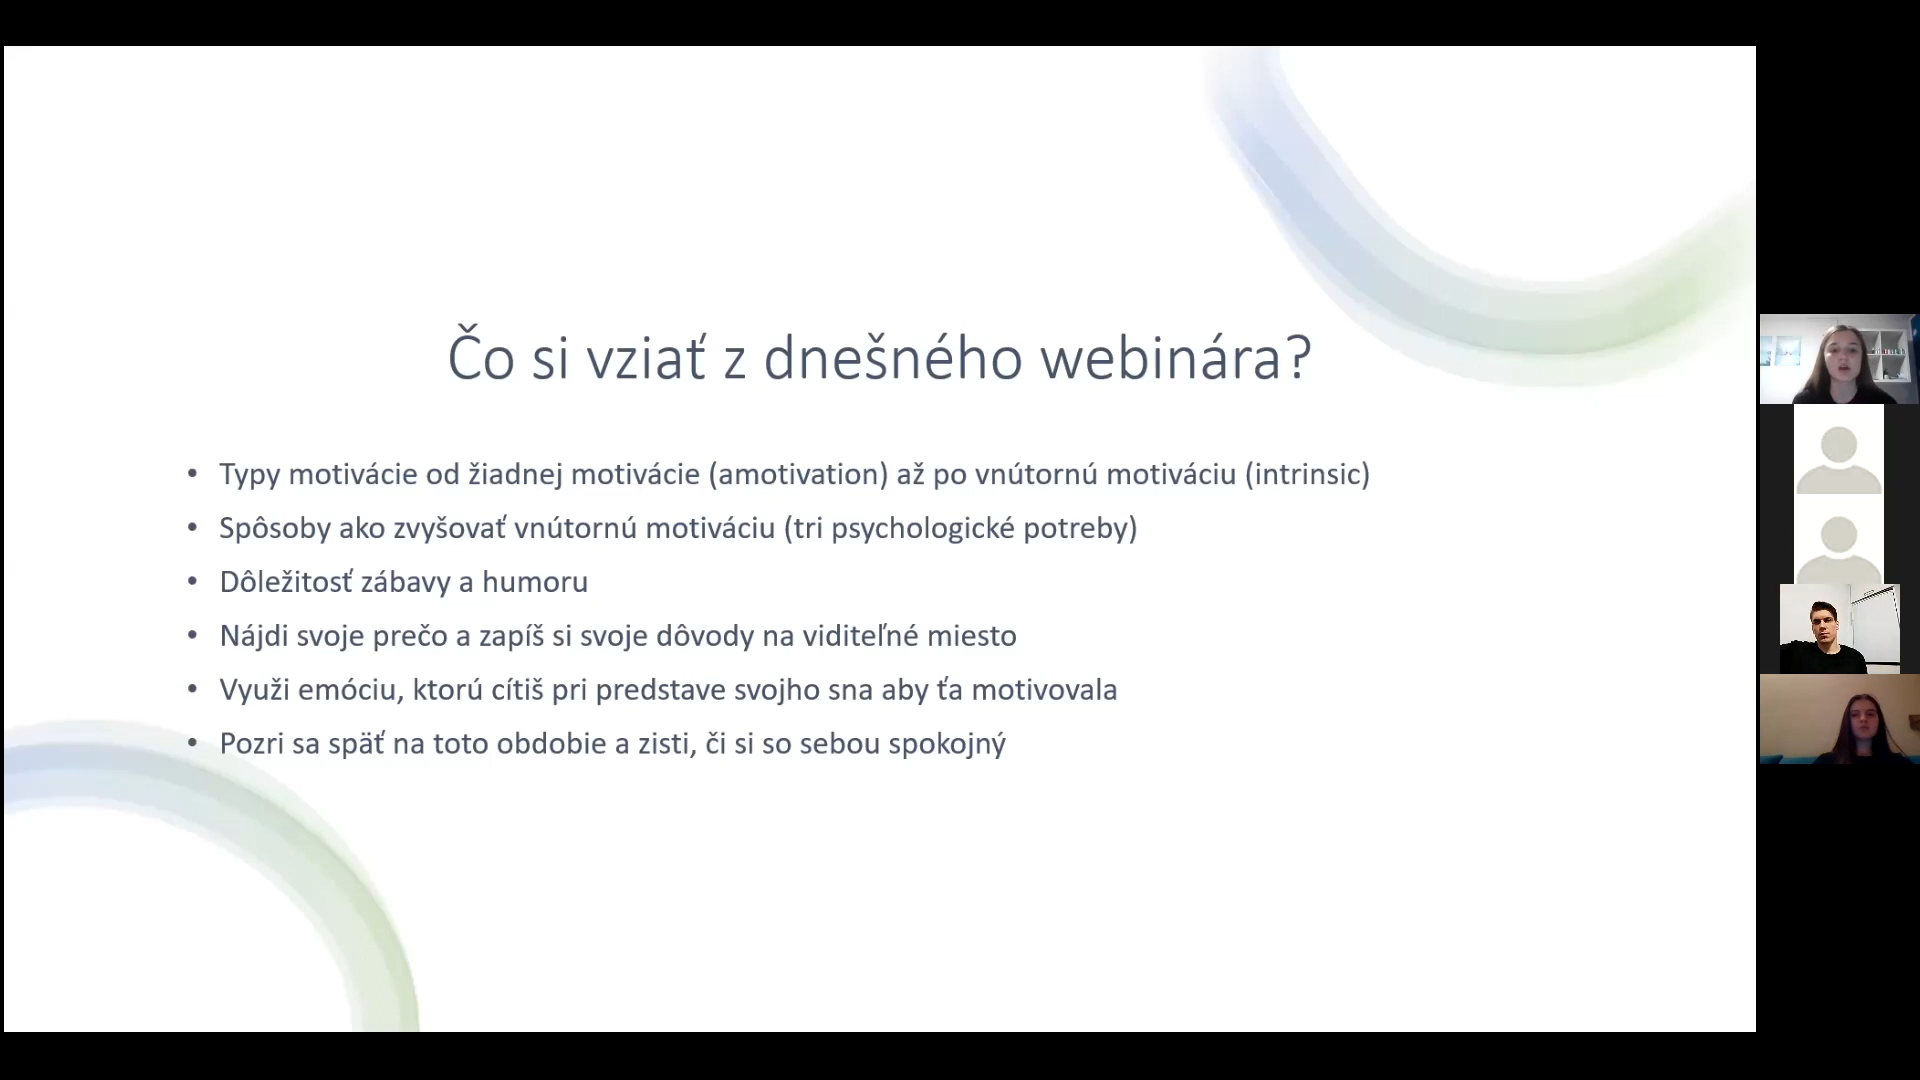 Čo si vziať z dnešného webinára?
• Typy motivácie od žiadnej motivácie (amotivation) až po vnútornú motiváciu (intrinsic)
• Spôsoby ako zvyšovať vnútornú motiváciu (tri psychologické potreby)
• Dôležitosť zábavy a humoru
• Nájdi svoje prečo a zapíš si svoje dôvody na viditeľné miesto
• Využi emóciu, ktorú cítiš pri predstave svojho sna aby ťa motivovala
• Pozri sa späť na toto obdobie a zisti, či si so sebou spokojný